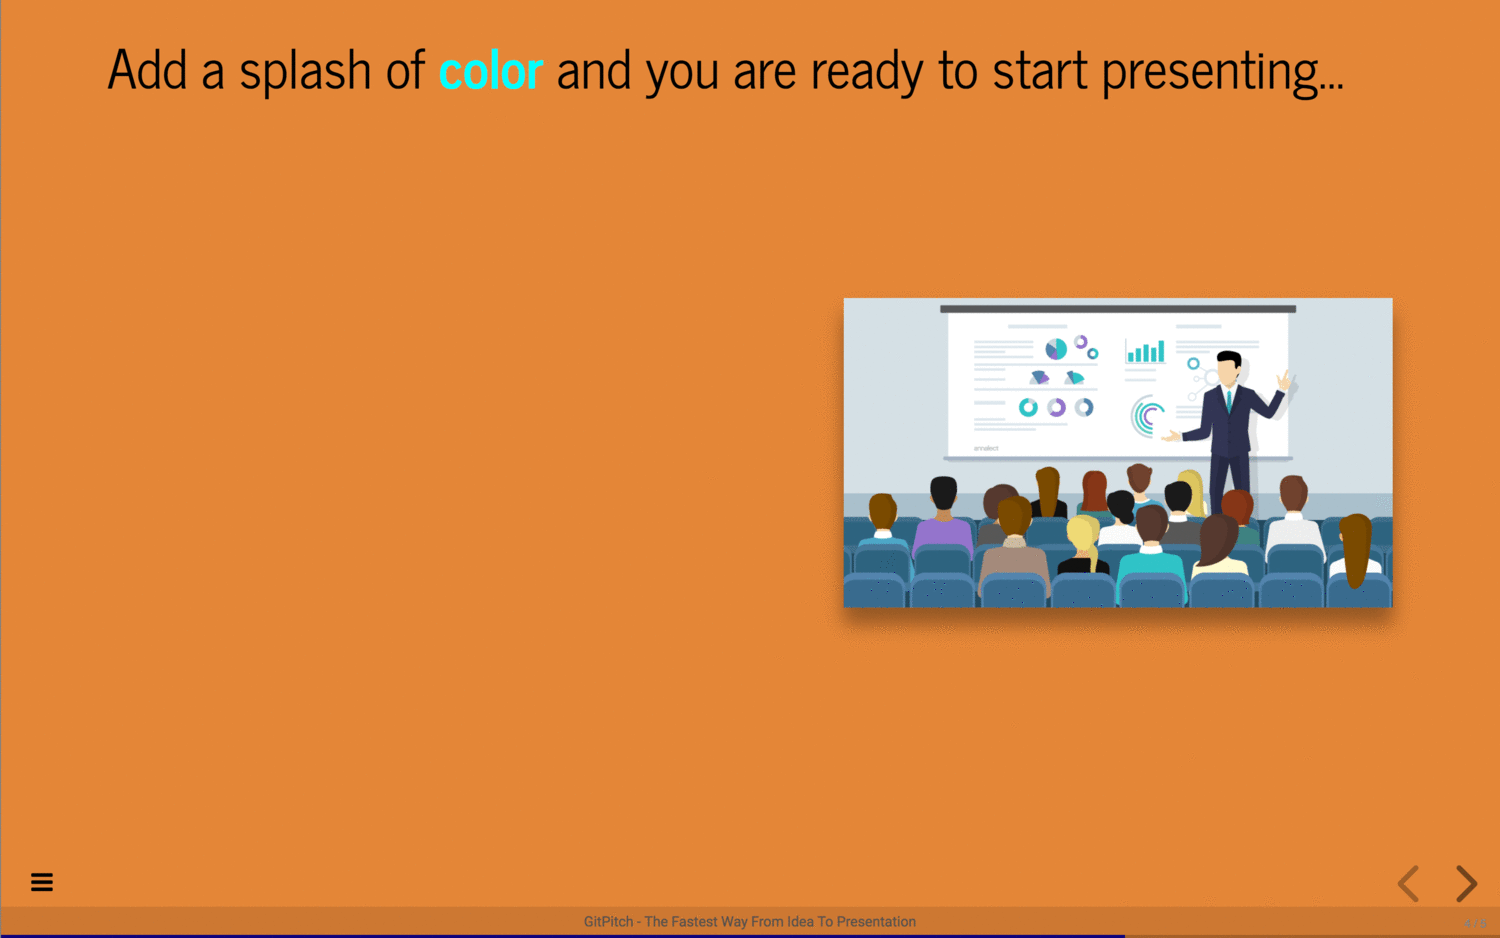 Add a splash of color and you are ready to start presenting...
annalect
GitPitch - The Fastest Way From Idea To Presentation